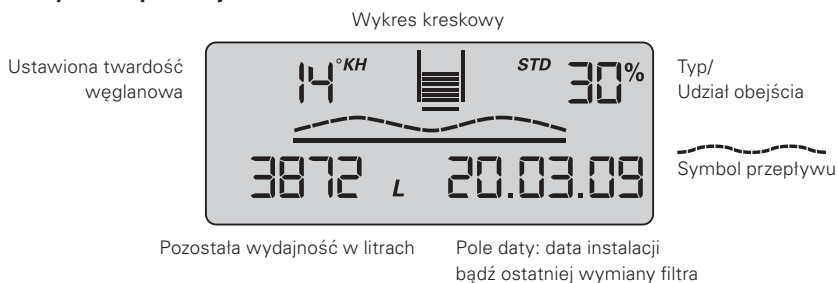 Wykres kreskowy
Ustawiona twardość
węglanowa
14 °KH
STD 30%
Typ/
Udział obejścia
Symbol przepływu
3872 L
20.03.09
Pozostała wydajność w litrach
Pole daty: data instalacji
bądź ostatniej wymiany filtra